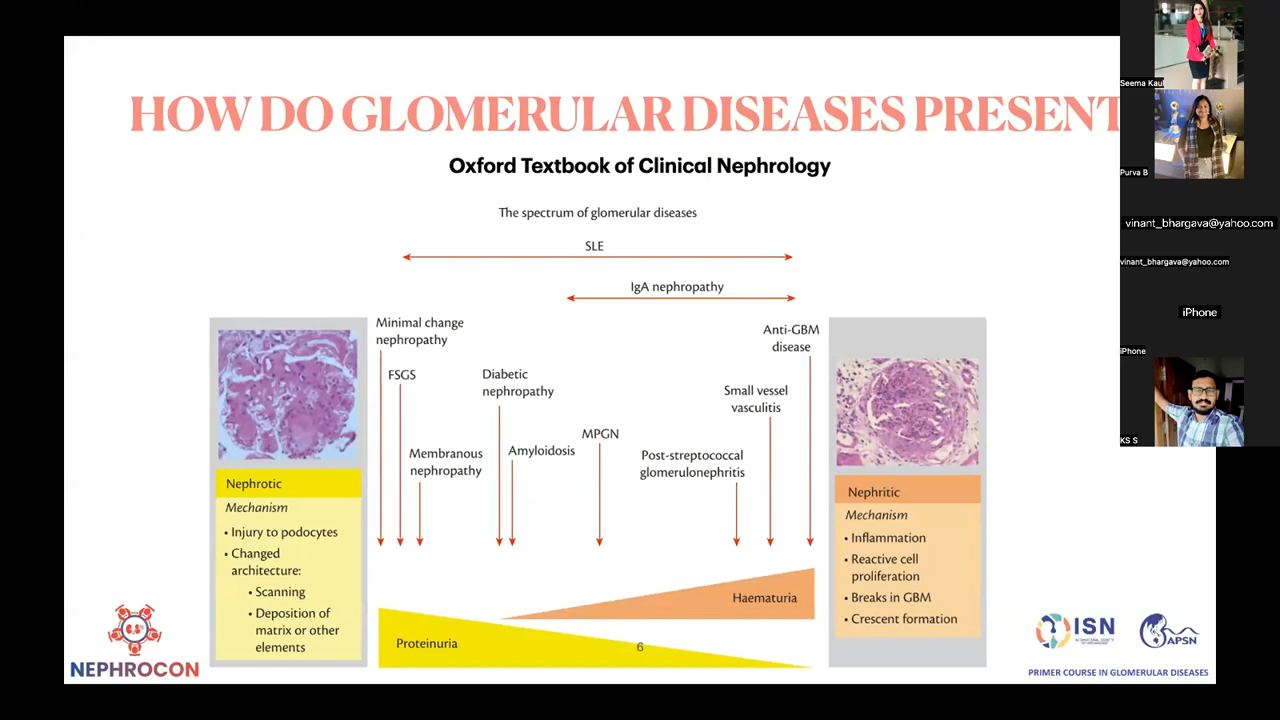 HOW DO GLOMERULAR DISEASES PRESENT
Oxford Textbook of Clinical Nephrology
The spectrum of glomerular diseases
SLE
IgA nephropathy
Minimal change
nephropathy
FSGS
Membranous
nephropathy
Diabetic
nephropathy
Amyloidosis
MPGN
Post-streptococcal
glomerulonephritis
Small vessel
vasculitis
Anti-GBM
disease
Nephrotic
Mechanism
• Injury to podocytes
• Changed
architecture:
• Scanning
• Deposition of
matrix or other
elements
Nephritic
Mechanism
• Inflammation
• Reactive cell
proliferation
• Breaks in GBM
• Crescent formation
Haematuria
Proteinuria
6
NEPHROCON
ISN
APSN
PRIMER COURSE IN GLOMERULAR DISEASES
Seema Kaul
Purva B
vinant_bhargava@yahoo.com
vinant_bhargava@yahoo.com
iPhone
iPhone
KS S